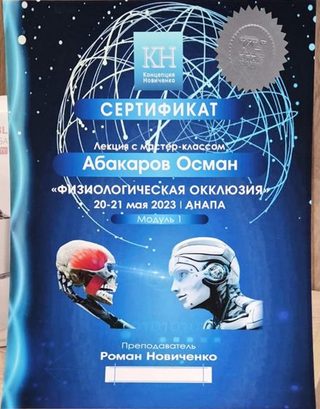 КН
Концепция
Новиченко
СЕРТИФИКАТ
Лекция с мастер-классом
Абакаров Осман
«ФИЗИОЛОГИЧЕСКАЯ ОККЛЮЗИЯ»
20-21 мая 2023 | АНАПА
Модуль 1
Преподаватель
Роман Новиченко